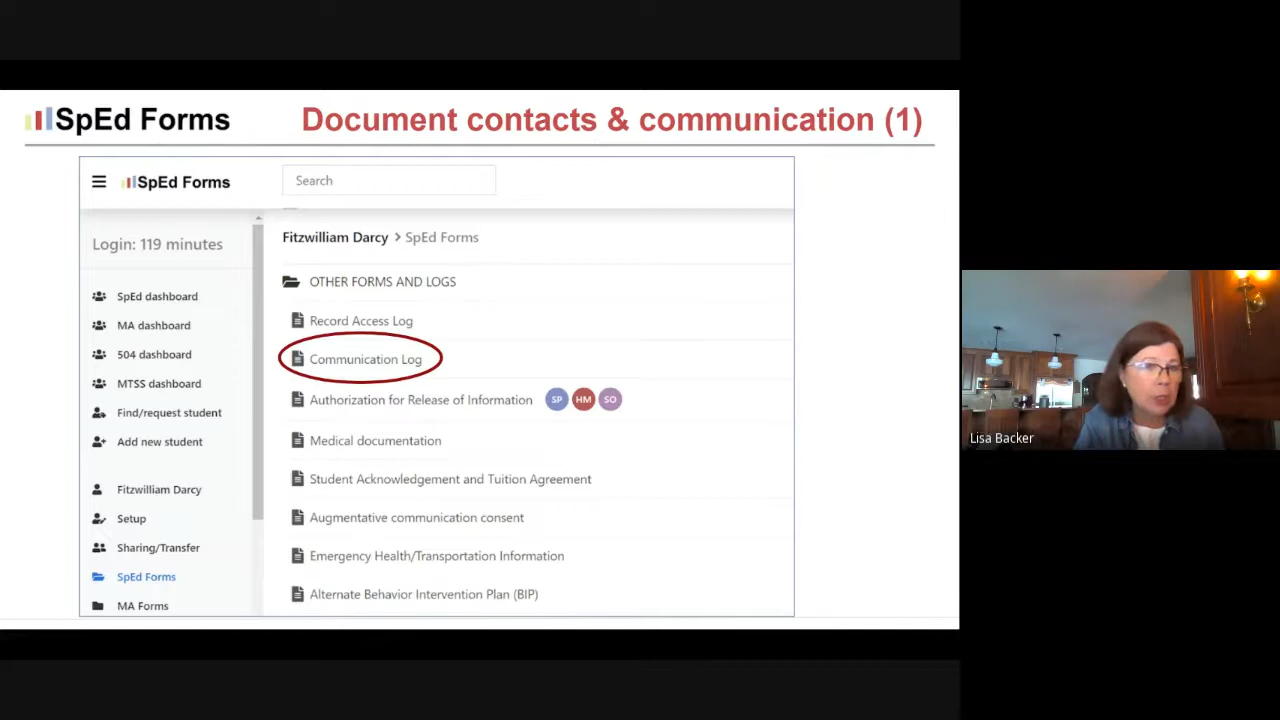 SpEd Forms
Document contacts & communication (1)
SpEd Forms
Search
Login: 119 minutes
SpEd dashboard
MA dashboard
504 dashboard
MTSS dashboard
Find/request student
Add new student
Fitzwilliam Darcy
Setup
Sharing/Transfer
SpEd Forms
MA Forms
Fitzwilliam Darcy > SpEd Forms
OTHER FORMS AND LOGS
Record Access Log
Communication Log
Authorization for Release of Information SP HM SO
Medical documentation
Student Acknowledgement and Tuition Agreement
Augmentative communication consent
Emergency Health/Transportation Information
Alternate Behavior Intervention Plan (BIP)
Lisa Backer